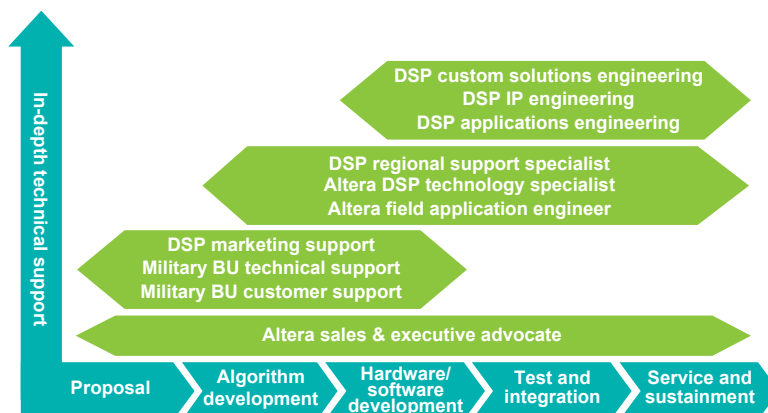 In-depth technical support
DSP custom solutions engineering
DSP IP engineering
DSP applications engineering
DSP regional support specialist
Altera DSP technology specialist
Altera field application engineer
DSP marketing support
Military BU technical support
Military BU customer support
Altera sales & executive advocate
Proposal
Algorithm
development
Hardware/
software
development
Test and
integration
Service and
sustainment